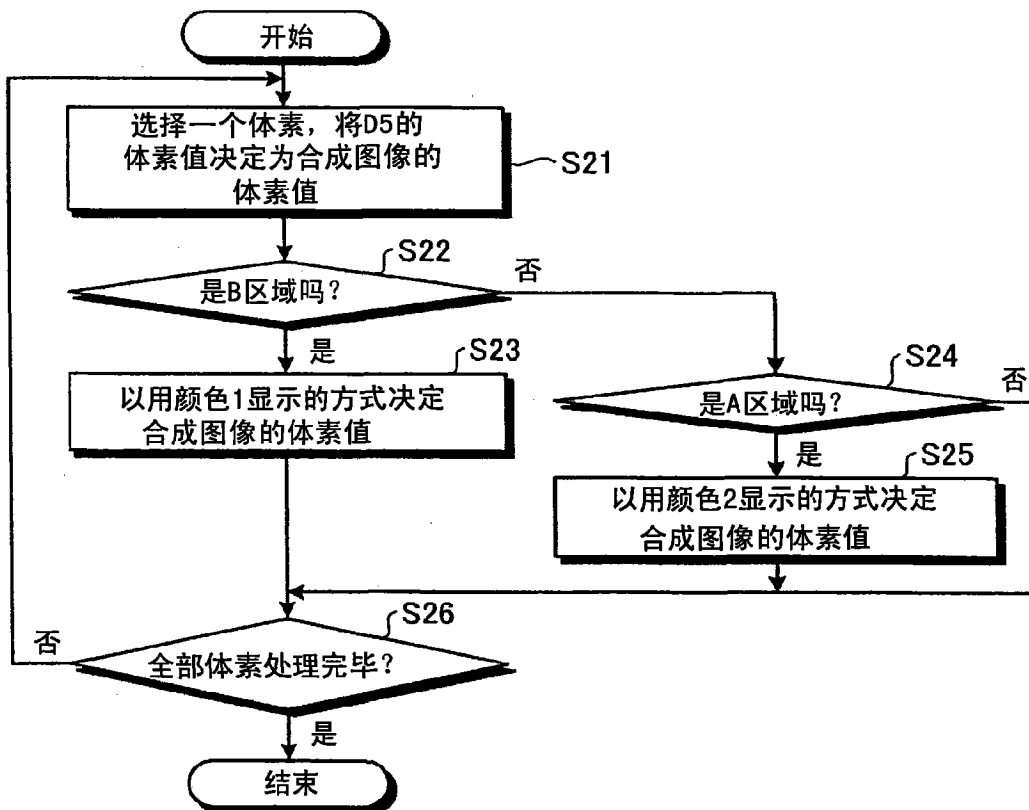 开始
选择一个体素，将D5的
体素值决定为合成图像的
体素值
S21
S22
是B区域吗？
否
是
S23
以用颜色1显示的方式决定
合成图像的体素值
S24
是A区域吗？
否
是
S25
以用颜色2显示的方式决定
合成图像的体素值
S26
全部体素处理完毕？
否
是
结束